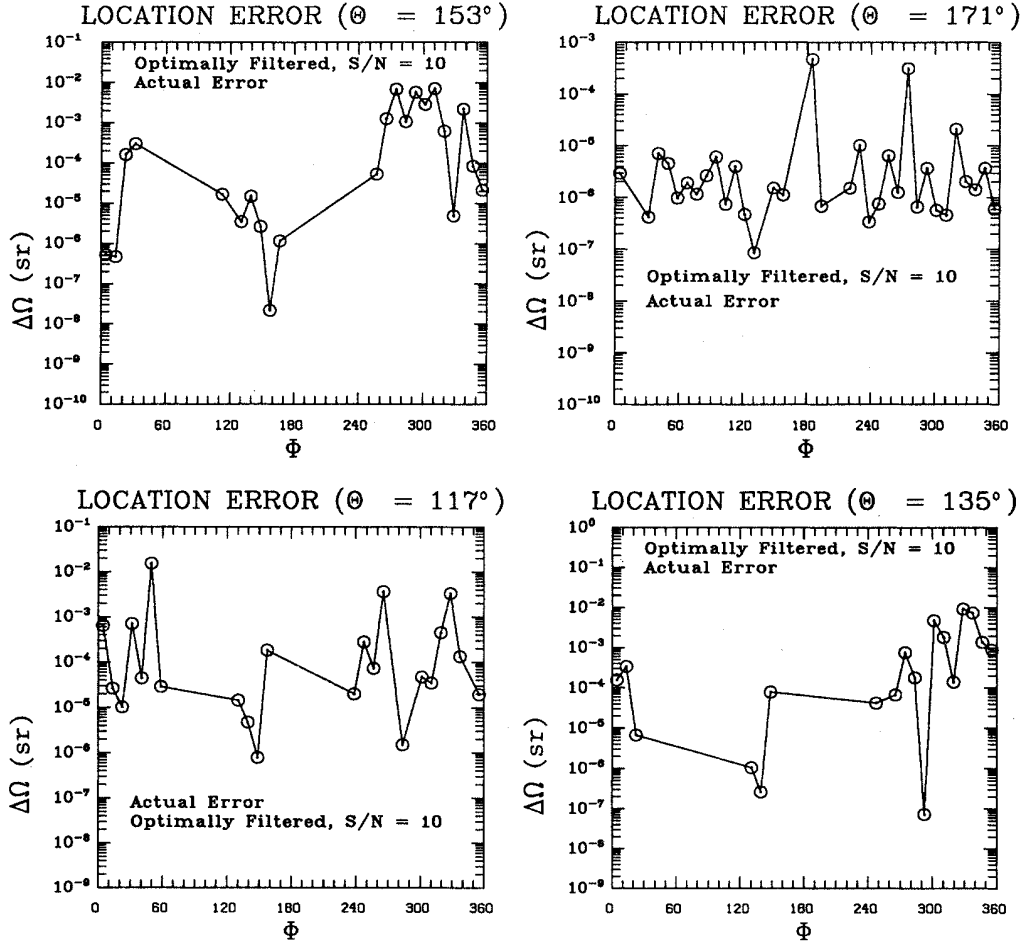 LOCATION ERROR (Θ = 153°)
Optimally Filtered, S/N = 10
Actual Error
10⁻¹
10⁻²
10⁻³
10⁻⁴
10⁻⁵
10⁻⁶
10⁻⁷
10⁻⁸
10⁻⁹
10⁻¹⁰
ΔΩ (sr)
0 60 120 180 240 300 360
Φ
LOCATION ERROR (Θ = 171°)
10⁻³
10⁻⁴
10⁻⁵
10⁻⁶
10⁻⁷
10⁻⁸
10⁻⁹
10⁻¹⁰
Optimally Filtered, S/N = 10
Actual Error
ΔΩ (sr)
0 60 120 180 240 300 360
Φ
LOCATION ERROR (Θ = 117°)
10⁻¹
10⁻²
10⁻³
10⁻⁴
10⁻⁵
10⁻⁶
10⁻⁷
10⁻⁸
10⁻⁹
Actual Error
Optimally Filtered, S/N = 10
ΔΩ (sr)
0 60 120 180 240 300 360
Φ
LOCATION ERROR (Θ = 135°)
Optimally Filtered, S/N = 10
Actual Error
10⁰
10⁻¹
10⁻²
10⁻³
10⁻⁴
10⁻⁵
10⁻⁶
10⁻⁷
10⁻⁸
10⁻⁹
ΔΩ (sr)
0 60 120 180 240 300 360
Φ